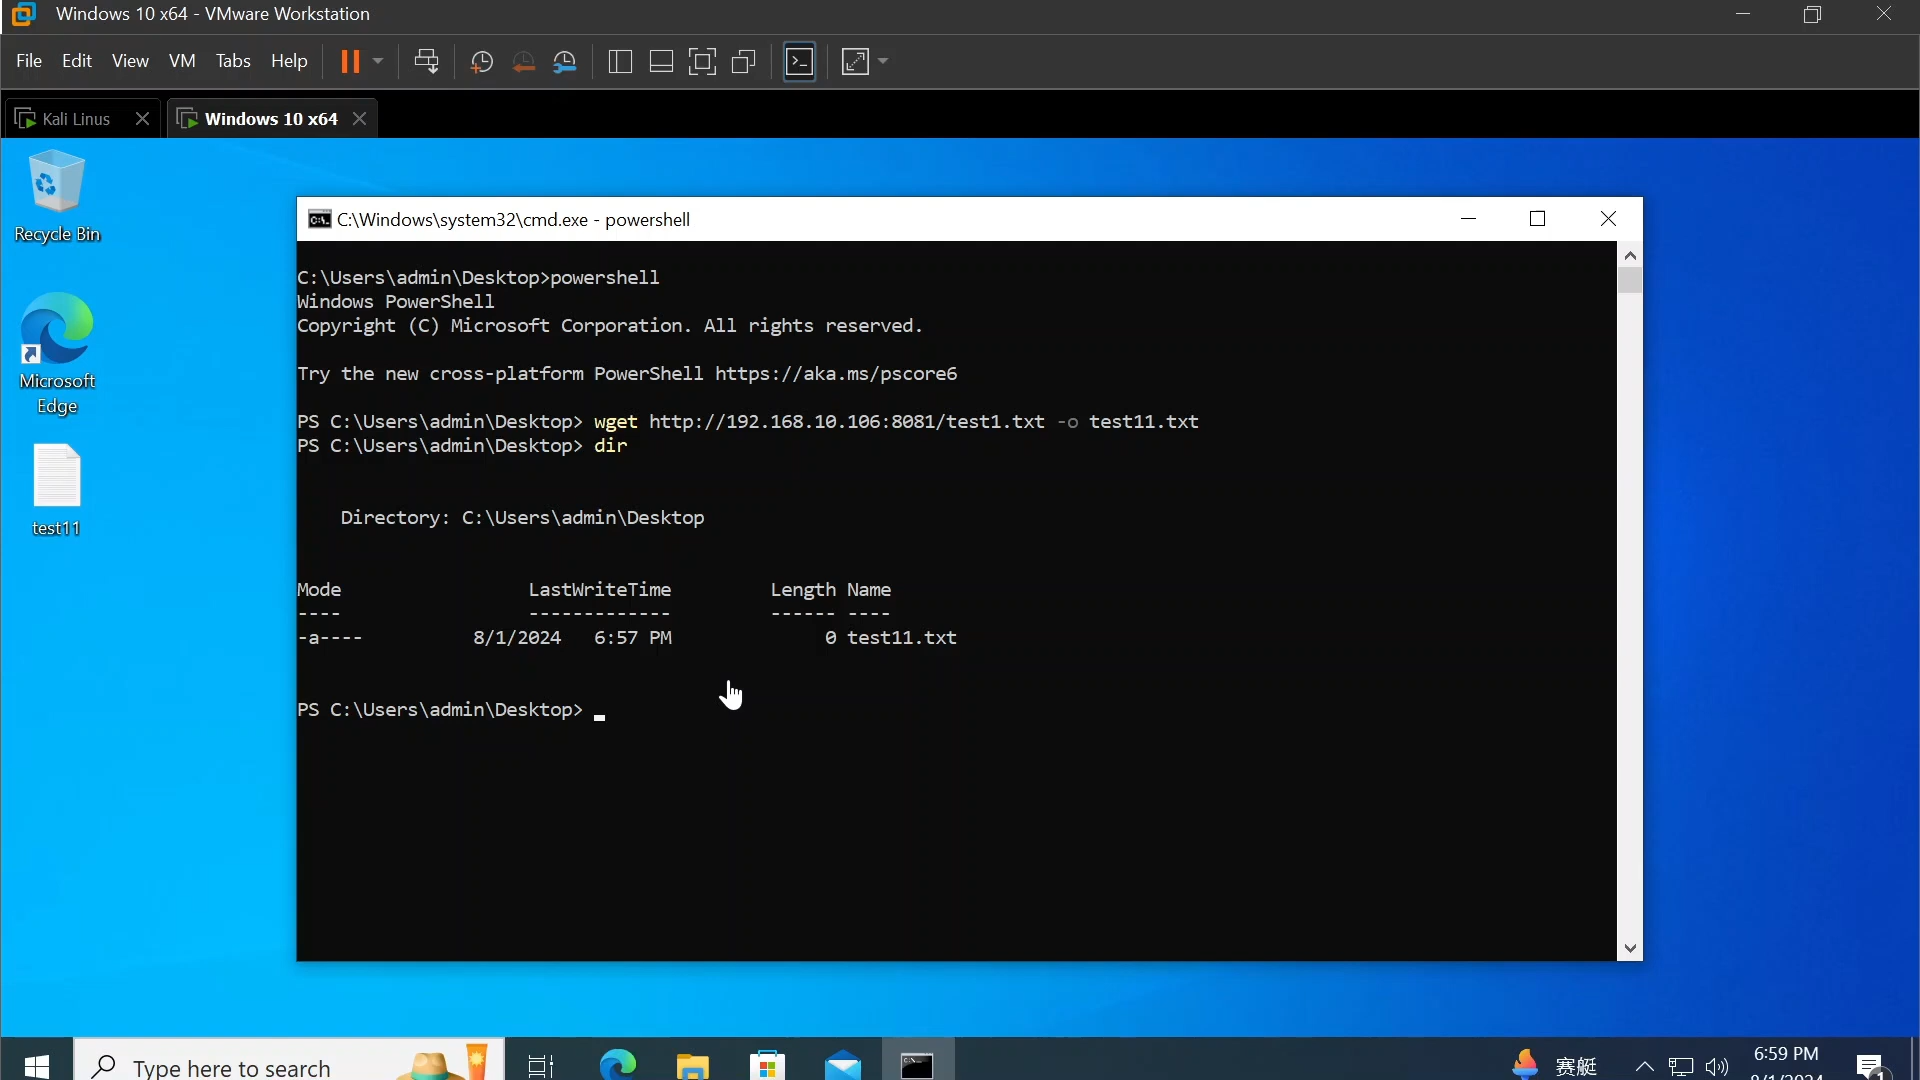 Windows 10 x64 - VMware Workstation
File Edit View VM Tabs Help
Kali Linus
Windows 10 x64
Recycle Bin
Microsoft
Edge
test11
C:\Windows\system32\cmd.exe - powershell
C:\Users\admin\Desktop>powershell
Windows PowerShell
Copyright (C) Microsoft Corporation. All rights reserved.
Try the new cross-platform PowerShell https://aka.ms/pscore6
PS C:\Users\admin\Desktop> wget http://192.168.10.106:8081/test1.txt -o test11.txt
PS C:\Users\admin\Desktop> dir
Directory: C:\Users\admin\Desktop
Mode LastWriteTime Length Name
---- ------------- ------ ----
-a---- 8/1/2024 6:57 PM 0 test11.txt
PS C:\Users\admin\Desktop>
Type here to search
赛艇
6:59 PM
8/1/2024
1